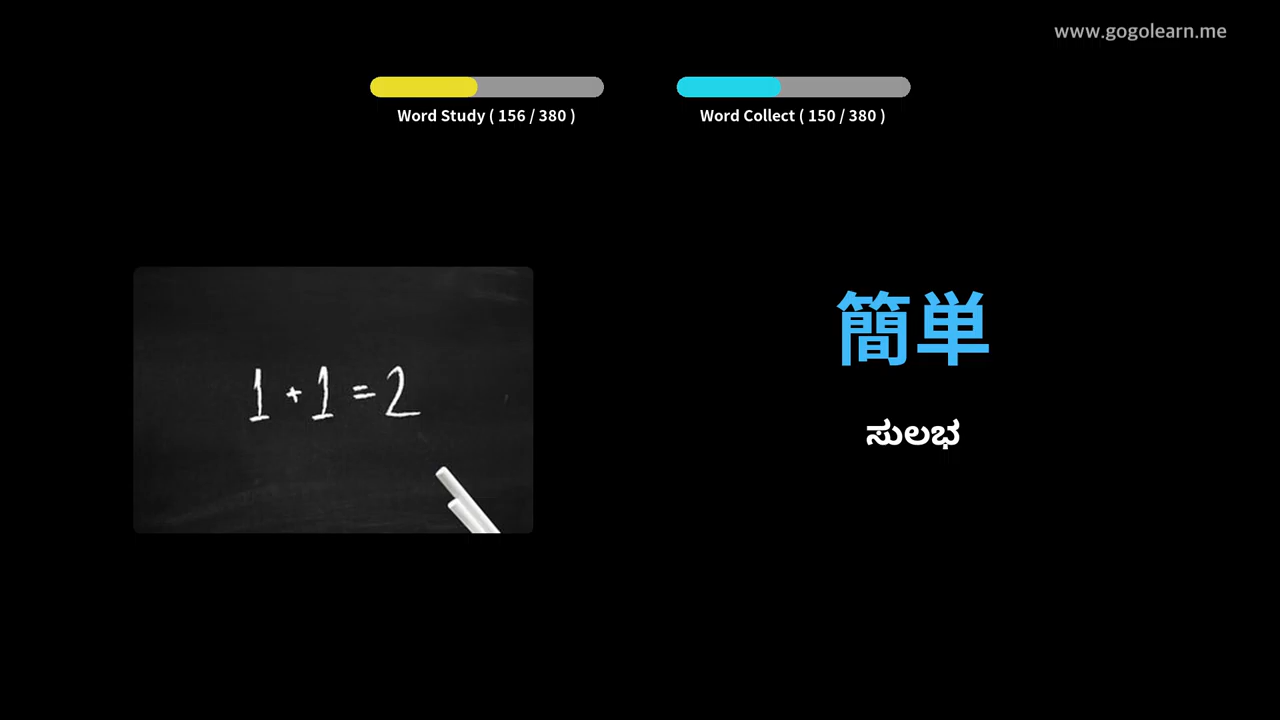 www.gogolearn.me
Word Study ( 156 / 380 )
Word Collect ( 150 / 380 )
1 + 1 = 2
簡単
ಸುಲಭ